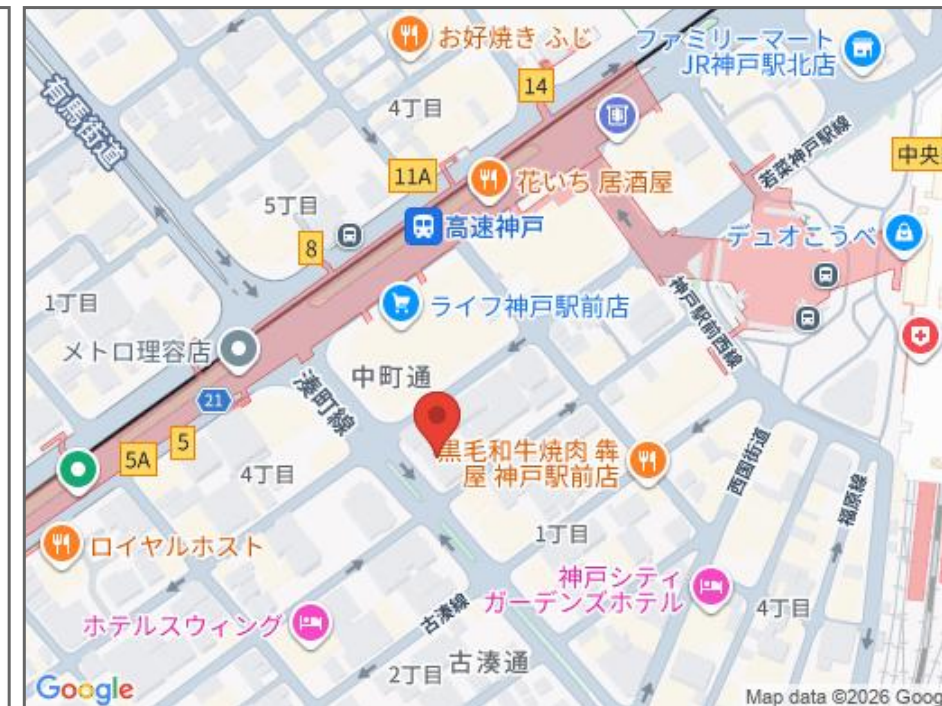 お好焼き ふじ
ファミリーマート
JR神戸駅北店
14
有馬街道
4丁目
若菜神戸駅線
中央
11A
花いち 居酒屋
5丁目
高速神戸
デュオこうべ
8
1丁目
ライフ神戸駅前店
神戸駅前西線
メトロ理容店
中町通
21
湊町線
5
5A
4丁目
黒毛和牛焼肉 犇
屋 神戸駅前店
西国街道
福原線
ロイヤルホスト
1丁目
神戸シティ
ガーデンズホテル
4丁目
ホテルスウィング
古湊線
2丁目
古湊通
Google
Map data ©2026 Goog